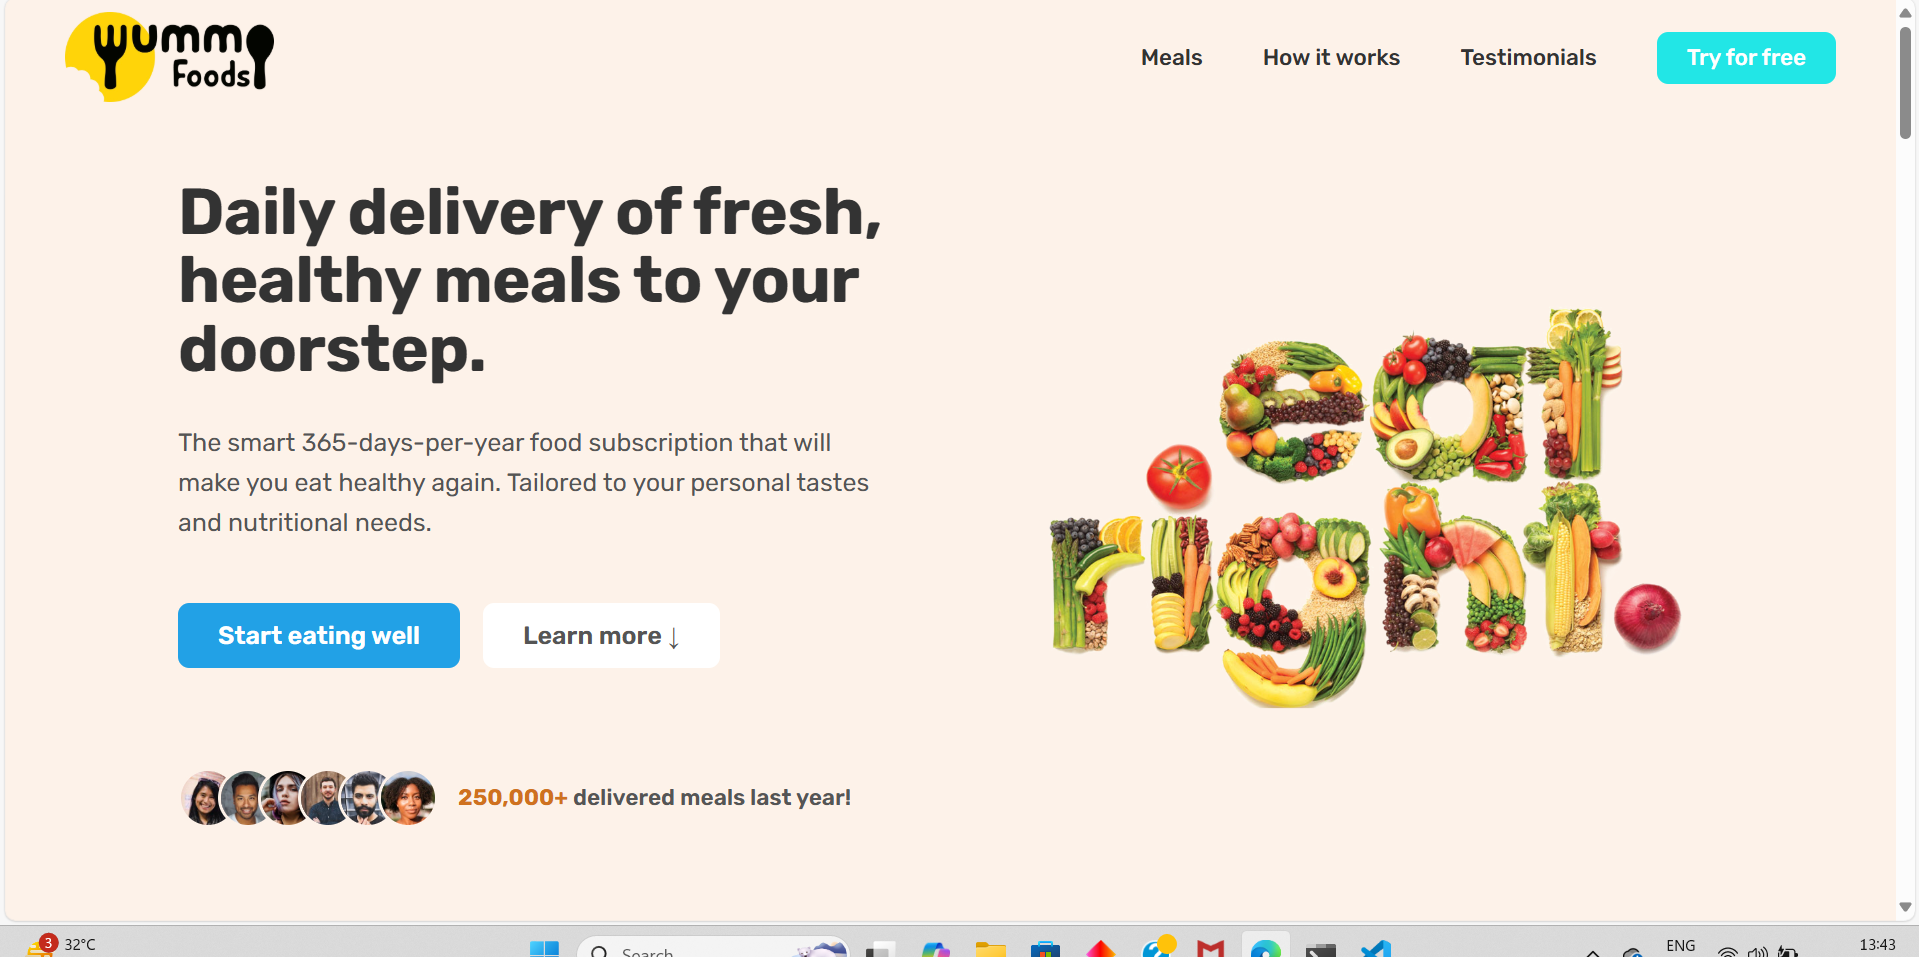 yummy
Foods
Meals
How it works
Testimonials
Try for free
Daily delivery of fresh,
healthy meals to your
doorstep.
The smart 365-days-per-year food subscription that will
make you eat healthy again. Tailored to your personal tastes
and nutritional needs.
eat
right.
Start eating well
Learn more ↓
250,000+ delivered meals last year!
3
32°C
Search
ENG
13:43